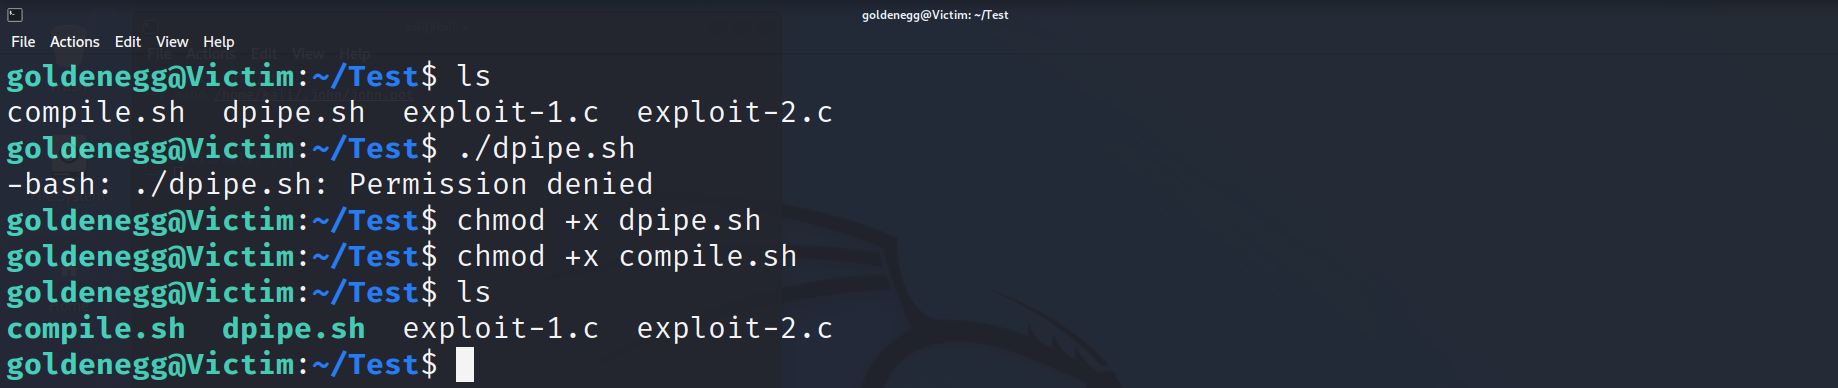 goldenegg@Victim: ~/Test
File Actions Edit View Help
goldenegg@Victim:~/Test$ ls
compile.sh  dpipe.sh  exploit-1.c  exploit-2.c
goldenegg@Victim:~/Test$ ./dpipe.sh
-bash: ./dpipe.sh: Permission denied
goldenegg@Victim:~/Test$ chmod +x dpipe.sh
goldenegg@Victim:~/Test$ chmod +x compile.sh
goldenegg@Victim:~/Test$ ls
compile.sh  dpipe.sh  exploit-1.c  exploit-2.c
goldenegg@Victim:~/Test$